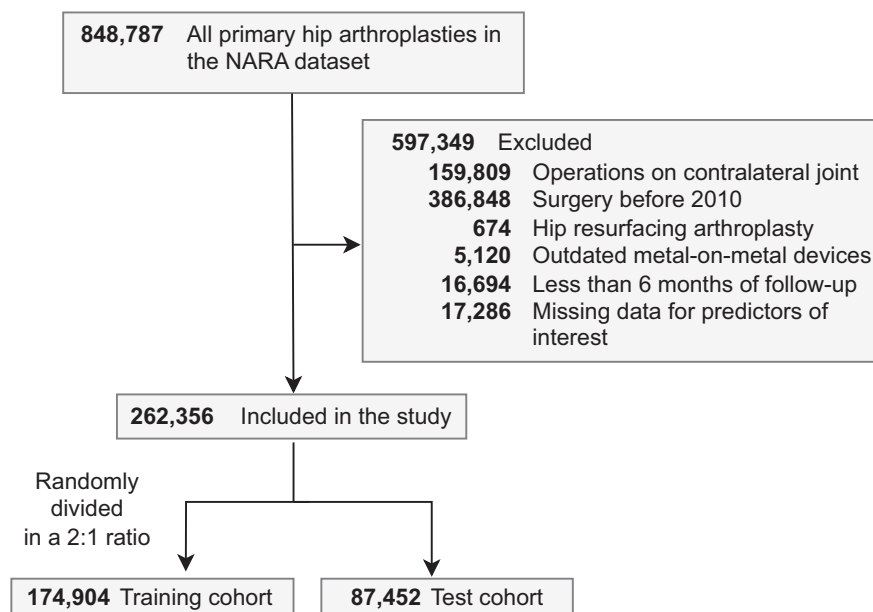 848,787 All primary hip arthroplasties in
the NARA dataset
597,349 Excluded
159,809 Operations on contralateral joint
386,848 Surgery before 2010
674 Hip resurfacing arthroplasty
5,120 Outdated metal-on-metal devices
16,694 Less than 6 months of follow-up
17,286 Missing data for predictors of
interest
262,356 Included in the study
Randomly
divided
in a 2:1 ratio
174,904 Training cohort
87,452 Test cohort